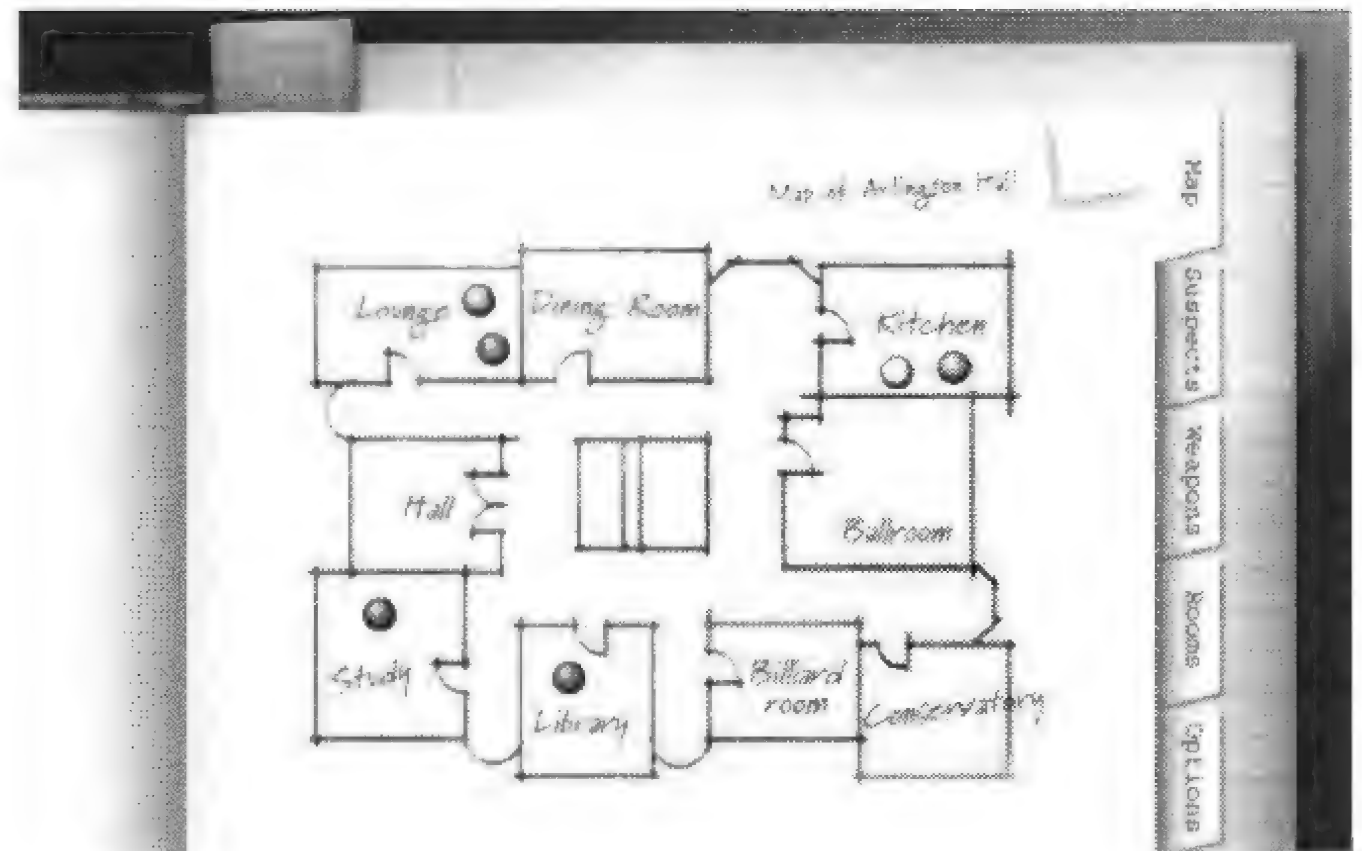 Map of Arlington Hall
Map
Suspects
Weapons
Rooms
Options
Lounge
Dining Room
Kitchen
Hall
Ballroom
Study
Library
Billard
room
Conservatory